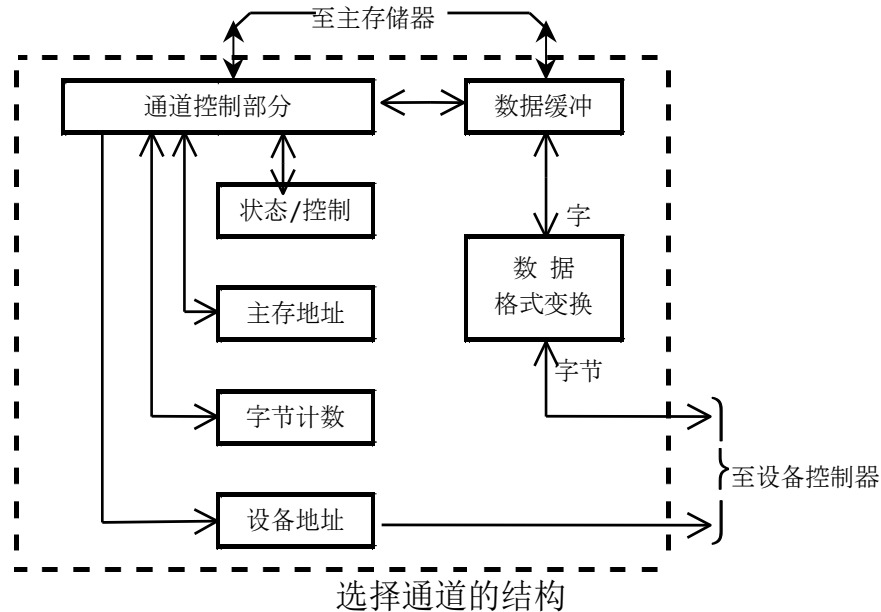 至主存储器
通道控制部分
数据缓冲
状态/控制
字
数 据
格式变换
主存地址
字节
字节计数
至设备控制器
设备地址
选择通道的结构